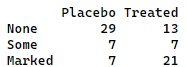 Placebo Treated
None 29 13
Some 7 7
Marked 7 21